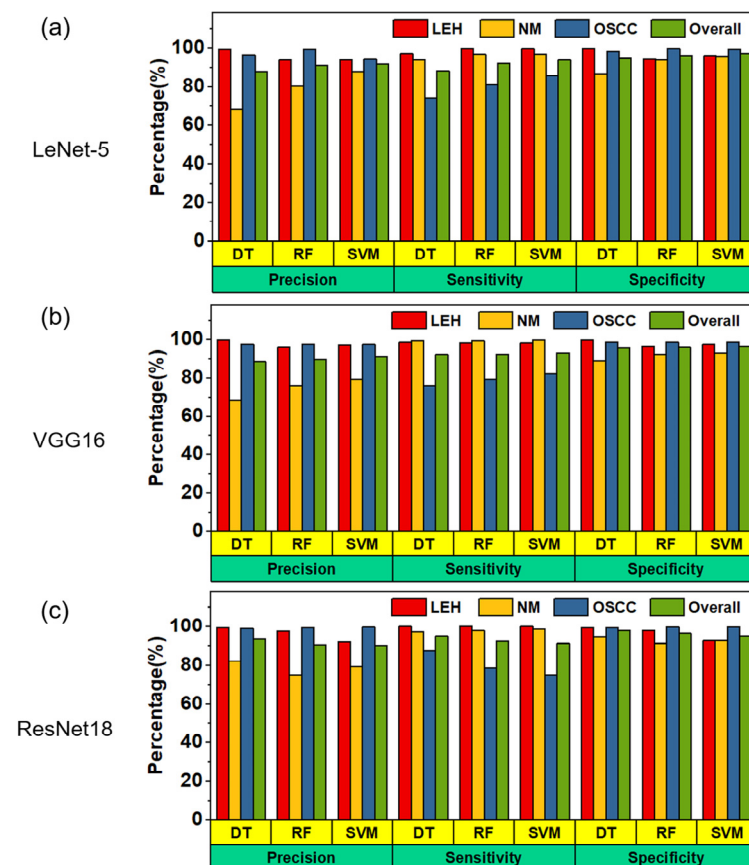 (a)
LeNet-5
LEH NM OSCC Overall
Percentage(%)
100
80
60
40
20
0
DT RF SVM DT RF SVM DT RF SVM
Precision Sensitivity Specificity
(b)
VGG16
LEH NM OSCC Overall
Percentage(%)
100
80
60
40
20
0
DT RF SVM DT RF SVM DT RF SVM
Precision Sensitivity Specificity
(c)
ResNet18
LEH NM OSCC Overall
Percentage(%)
100
80
60
40
20
0
DT RF SVM DT RF SVM DT RF SVM
Precision Sensitivity Specificity